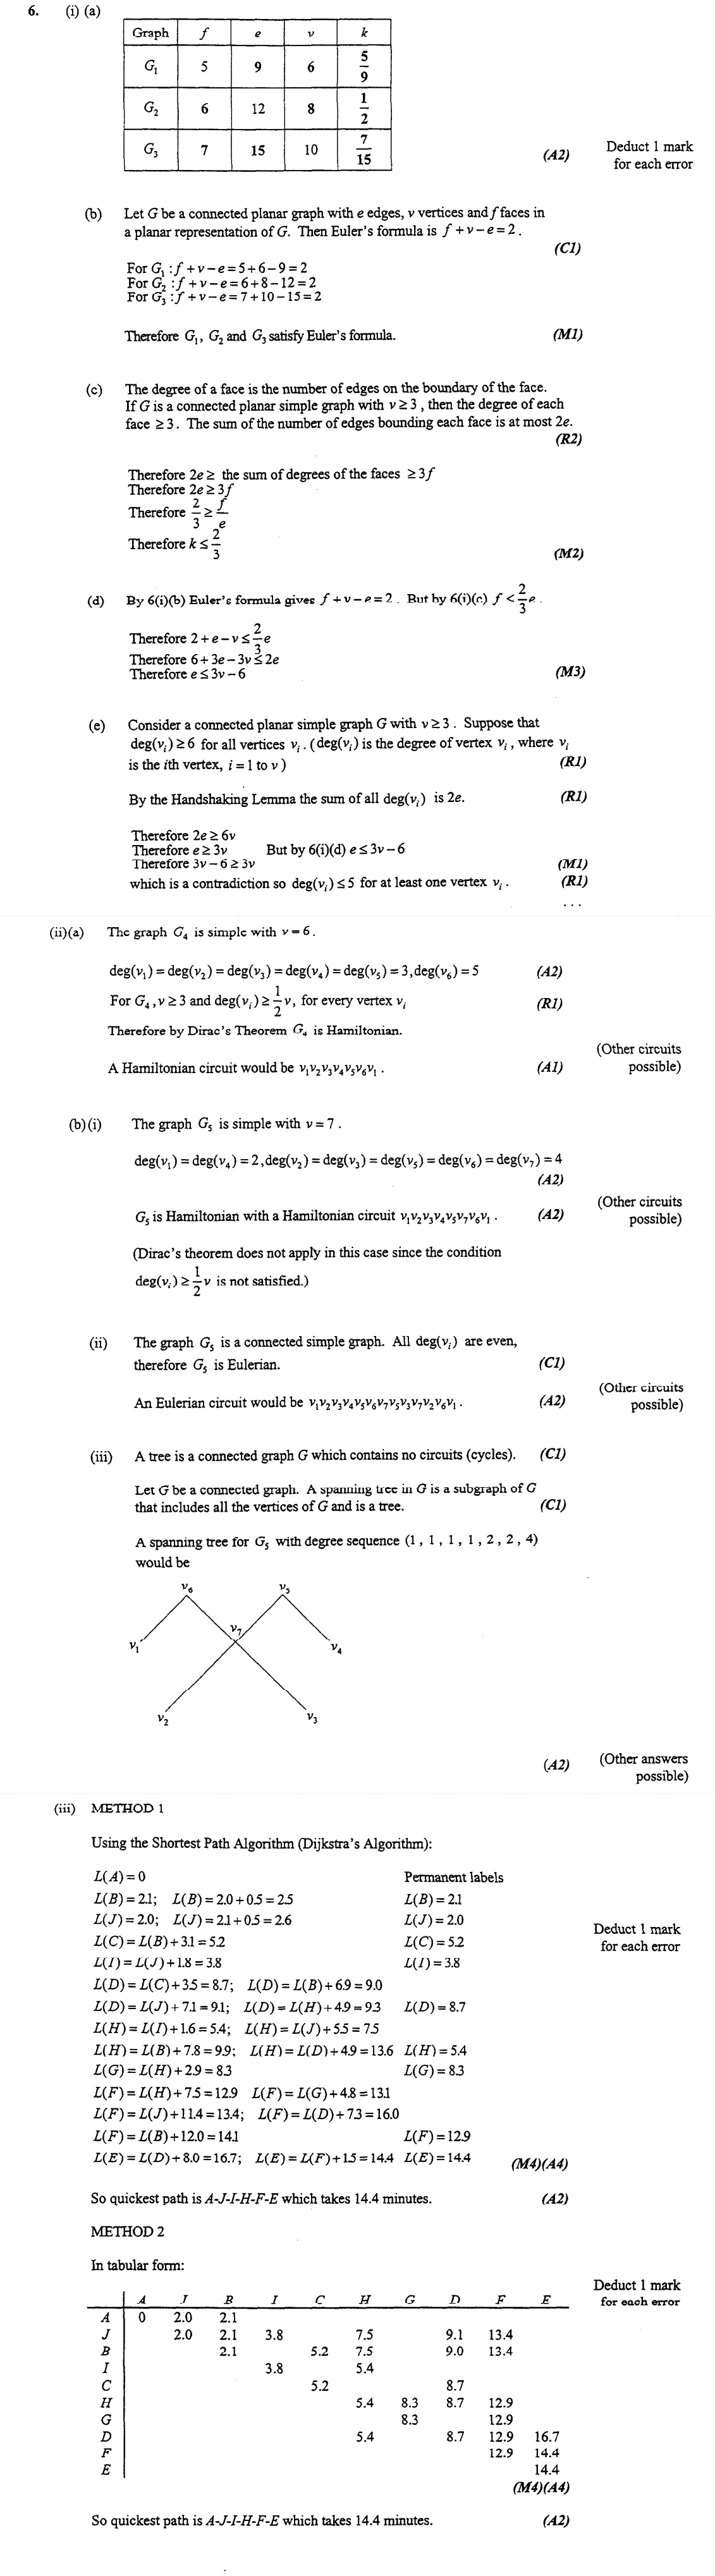 6. (i) (a)
Graph f e v k
G₁ 5 9 6 5/9
G₂ 6 12 8 1/2
G₃ 7 15 10 7/15
(A2) Deduct 1 mark
for each error
(b) Let G be a connected planar graph with e edges, v vertices and f faces in
a planar representation of G. Then Euler's formula is f + v − e = 2.
(C1)
For G₁ : f + v − e = 5 + 6 − 9 = 2
For G₂ : f + v − e = 6 + 8 − 12 = 2
For G₃ : f + v − e = 7 + 10 − 15 = 2
Therefore G₁, G₂ and G₃ satisfy Euler's formula. (M1)
(c) The degree of a face is the number of edges on the boundary of the face.
If G is a connected planar simple graph with v ≥ 3, then the degree of each
face ≥ 3. The sum of the number of edges bounding each face is at most 2e.
(R2)
Therefore 2e ≥ the sum of degrees of the faces ≥ 3f
Therefore 2e ≥ 3f
Therefore 2/3 ≥ f/e
Therefore k ≤ 2/3
(M2)
(d) By 6(i)(b) Euler's formula gives f + v − e = 2. But by 6(i)(c) f < 2/3 e.
Therefore 2 + e − v ≤ 2/3 e
Therefore 6 + 3e − 3v ≤ 2e
Therefore e ≤ 3v − 6 (M3)
(e) Consider a connected planar simple graph G with v ≥ 3. Suppose that
deg(vᵢ) ≥ 6 for all vertices vᵢ. (deg(vᵢ) is the degree of vertex vᵢ, where vᵢ
is the ith vertex, i = 1 to v) (R1)
By the Handshaking Lemma the sum of all deg(vᵢ) is 2e. (R1)
Therefore 2e ≥ 6v
Therefore e ≥ 3v But by 6(i)(d) e ≤ 3v − 6
Therefore 3v − 6 ≥ 3v (M1)
which is a contradiction so deg(vᵢ) ≤ 5 for at least one vertex vᵢ. (R1)
...
(ii)(a) The graph G₄ is simple with v = 6.
deg(v₁) = deg(v₂) = deg(v₃) = deg(v₄) = deg(v₅) = 3, deg(v₆) = 5 (A2)
For G₄, v ≥ 3 and deg(vᵢ) ≥ 1/2 v, for every vertex vᵢ (R1)
Therefore by Dirac's Theorem G₄ is Hamiltonian.
(Other circuits
A Hamiltonian circuit would be v₁v₂v₃v₄v₅v₆v₁. (A1) possible)
(b)(i) The graph G₅ is simple with v = 7.
deg(v₁) = deg(v₄) = 2, deg(v₂) = deg(v₃) = deg(v₅) = deg(v₆) = deg(v₇) = 4
(A2)
(Other circuits
G₅ is Hamiltonian with a Hamiltonian circuit v₁v₂v₃v₄v₅v₇v₆v₁. (A2) possible)
(Dirac's theorem does not apply in this case since the condition
deg(vᵢ) ≥ 1/2 v is not satisfied.)
(ii) The graph G₅ is a connected simple graph. All deg(vᵢ) are even,
therefore G₅ is Eulerian. (C1)
(Other circuits
An Eulerian circuit would be v₁v₂v₃v₄v₅v₆v₇v₅v₃v₇v₂v₆v₁. (A2) possible)
(iii) A tree is a connected graph G which contains no circuits (cycles). (C1)
Let G be a connected graph. A spanning tree in G is a subgraph of G
that includes all the vertices of G and is a tree. (C1)
A spanning tree for G₅ with degree sequence (1, 1, 1, 1, 2, 2, 4)
would be
v₆ v₅
v₇
v₁ v₄
v₂ v₃
(A2) (Other answers
possible)
(iii) METHOD 1
Using the Shortest Path Algorithm (Dijkstra's Algorithm):
L(A) = 0 Permanent labels
L(B) = 2.1; L(B) = 2.0 + 0.5 = 2.5 L(B) = 2.1
L(J) = 2.0; L(J) = 2.1 + 0.5 = 2.6 L(J) = 2.0
Deduct 1 mark
for each error
L(C) = L(B) + 3.1 = 5.2 L(C) = 5.2
L(I) = L(J) + 1.8 = 3.8 L(I) = 3.8
L(D) = L(C) + 3.5 = 8.7; L(D) = L(B) + 6.9 = 9.0
L(D) = L(J) + 7.1 = 9.1; L(D) = L(H) + 4.9 = 9.3 L(D) = 8.7
L(H) = L(I) + 1.6 = 5.4; L(H) = L(J) + 5.5 = 7.5
L(H) = L(B) + 7.8 = 9.9; L(H) = L(D) + 4.9 = 13.6 L(H) = 5.4
L(G) = L(H) + 2.9 = 8.3 L(G) = 8.3
L(F) = L(H) + 7.5 = 12.9 L(F) = L(G) + 4.8 = 13.1
L(F) = L(J) + 11.4 = 13.4; L(F) = L(D) + 7.3 = 16.0
L(F) = L(B) + 12.0 = 14.1 L(F) = 12.9
L(E) = L(D) + 8.0 = 16.7; L(E) = L(F) + 1.5 = 14.4 L(E) = 14.4 (M4)(A4)
So quickest path is A-J-I-H-F-E which takes 14.4 minutes. (A2)
METHOD 2
In tabular form:
Deduct 1 mark
for each error
A J B I C H G D F E
A 0 2.0 2.1
J 2.0 2.1 3.8 7.5 9.1 13.4
B 2.1 5.2 7.5 9.0 13.4
I 3.8 5.4
C 5.2 8.7
H 5.4 8.3 8.7 12.9
G 8.3 12.9
D 5.4 8.7 12.9 16.7
F 12.9 14.4
E 14.4
(M4)(A4)
So quickest path is A-J-I-H-F-E which takes 14.4 minutes. (A2)